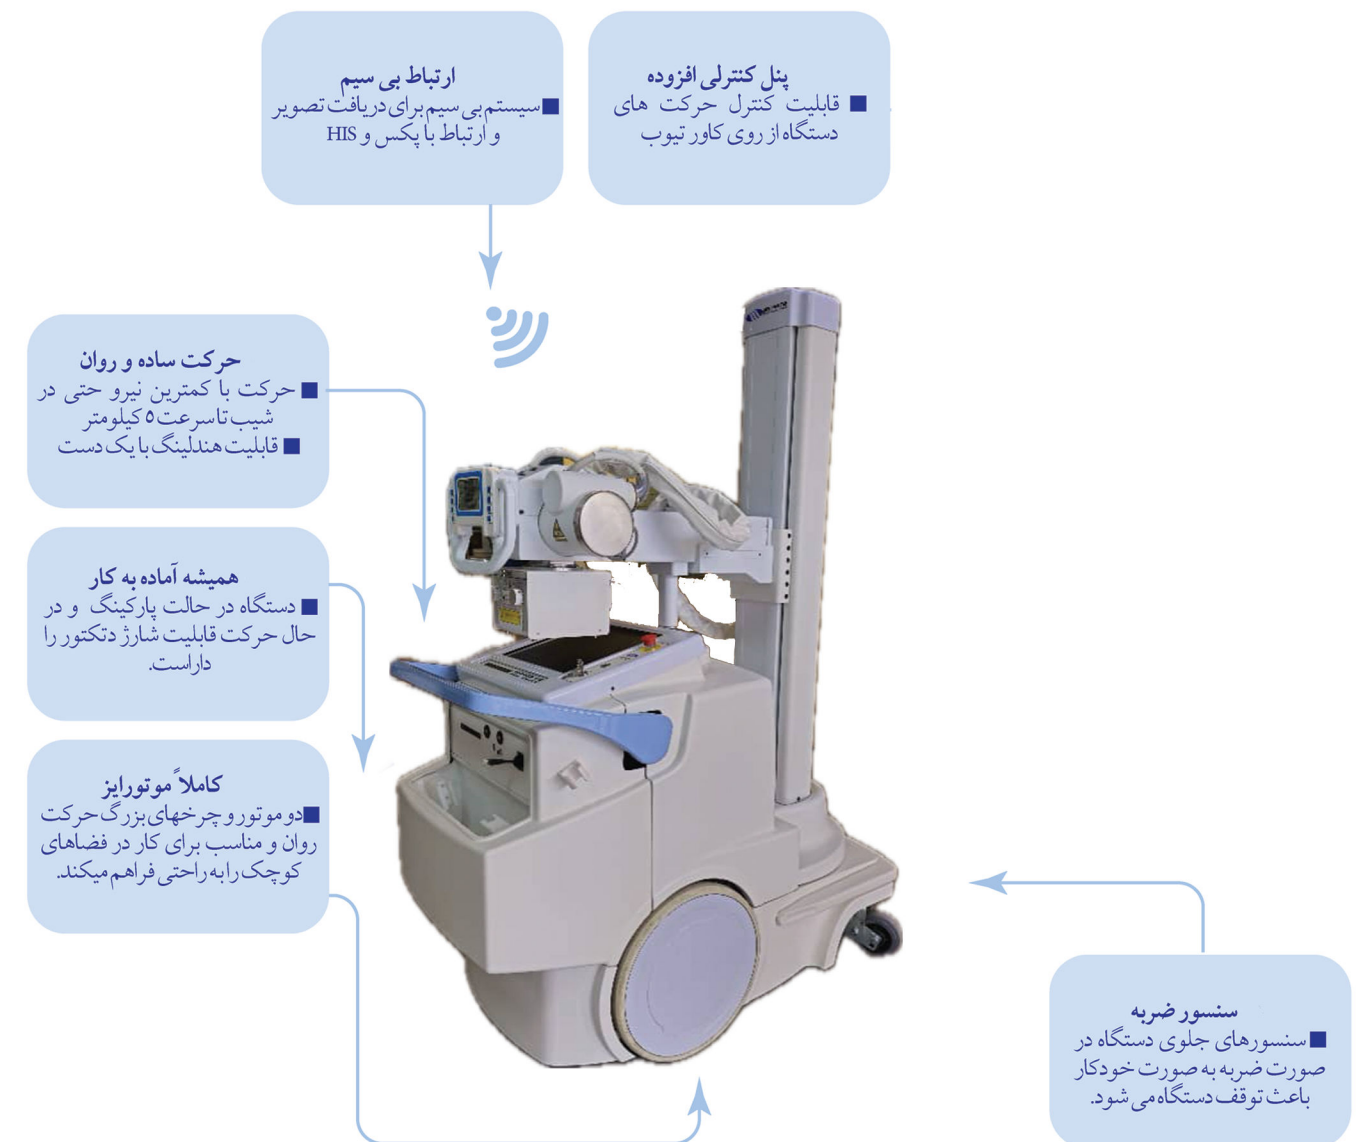 پنل کنترلی افزوده
■ قابلیت کنترل حرکت های
دستگاه از روی کاور تیوب
ارتباط بی سیم
■ سیستم بی سیم برای دریافت تصویر
و ارتباط با پکس و HIS
حرکت ساده و روان
■ حرکت با کمترین نیرو حتی در
شیب تا سرعت ۵ کیلومتر
■ قابلیت هندلینگ با یک دست
همیشه آماده به کار
■ دستگاه در حالت پارکینگ و در
حال حرکت قابلیت شارژ دتکتور را
داراست.
کاملاً موتورایز
■ دو موتور و چرخهای بزرگ حرکت
روان و مناسب برای کار در فضاهای
کوچک را به راحتی فراهم میکند.
سنسور ضربه
■ سنسورهای جلوی دستگاه در
صورت ضربه به صورت خودکار
باعث توقف دستگاه می شود.